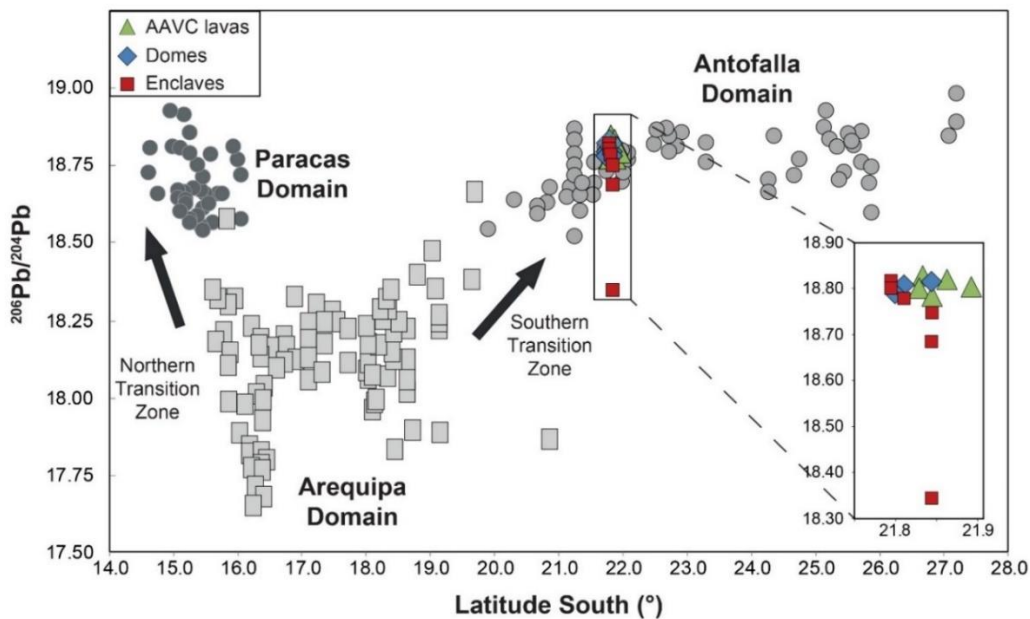 AAVC lavas
Domes
Enclaves
Antofalla
Domain
Paracas
Domain
Northern
Transition
Zone
Southern
Transition
Zone
Arequipa
Domain
206Pb/204Pb
19.00
18.75
18.50
18.25
18.00
17.75
17.50
14.0
15.0
16.0
17.0
18.0
19.0
20.0
21.0
22.0
23.0
24.0
25.0
26.0
27.0
28.0
Latitude South (°)
18.90
18.80
18.70
18.60
18.50
18.40
18.30
21.8
21.9